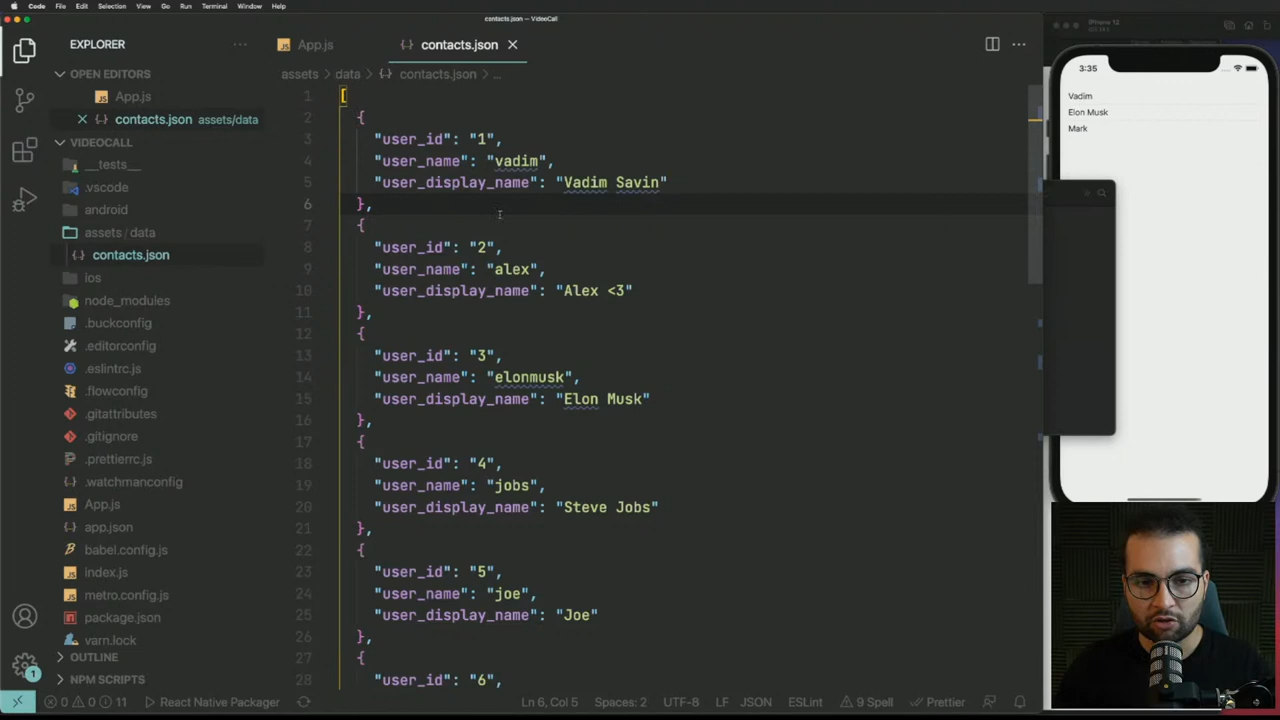 Code File Edit Selection View Go Run Terminal Window Help
contacts.json — VideoCall
iPhone 12
EXPLORER
App.js
contacts.json
OPEN EDITORS
App.js
contacts.json assets/data
VIDEOCALL
__tests__
.vscode
android
assets / data
contacts.json
ios
node_modules
.buckconfig
.editorconfig
.eslintrc.js
.flowconfig
.gitattributes
.gitignore
.prettierrc.js
.watchmanconfig
App.js
app.json
babel.config.js
index.js
metro.config.js
package.json
yarn.lock
OUTLINE
NPM SCRIPTS
1
assets > data > contacts.json > ...
1 [
2 {
3 "user_id": "1",
4 "user_name": "vadim",
5 "user_display_name": "Vadim Savin"
6 },
7 {
8 "user_id": "2",
9 "user_name": "alex",
10 "user_display_name": "Alex <3"
11 },
12 {
13 "user_id": "3",
14 "user_name": "elonmusk",
15 "user_display_name": "Elon Musk"
16 },
17 {
18 "user_id": "4",
19 "user_name": "jobs",
20 "user_display_name": "Steve Jobs"
21 },
22 {
23 "user_id": "5",
24 "user_name": "joe",
25 "user_display_name": "Joe"
26 },
27 {
28 "user_id": "6",
3:35
Vadim
Elon Musk
Mark
0 0 11 React Native Packager Ln 6, Col 5 Spaces: 2 UTF-8 LF JSON ESLint 9 Spell Prettier